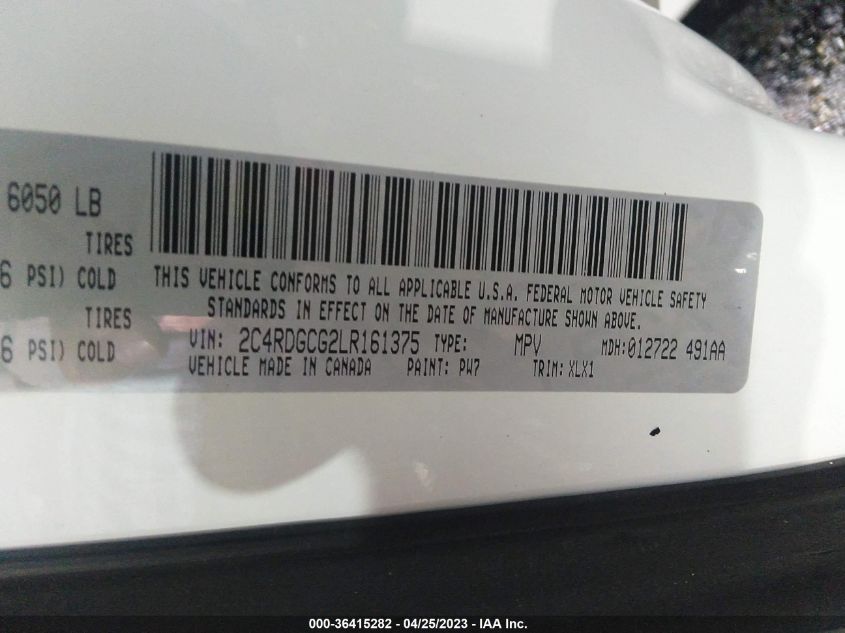 6050 LB
TIRES
6 PSI) COLD
TIRES
6 PSI) COLD
THIS VEHICLE CONFORMS TO ALL APPLICABLE U.S.A. FEDERAL MOTOR VEHICLE SAFETY
STANDARDS IN EFFECT ON THE DATE OF MANUFACTURE SHOWN ABOVE.
VIN: 2C4RDGCG2LR161375 TYPE: MPV MDH:012722 491AA
VEHICLE MADE IN CANADA PAINT: PW7 TRIM: XLX1
000-36415282 - 04/25/2023 - IAA Inc.